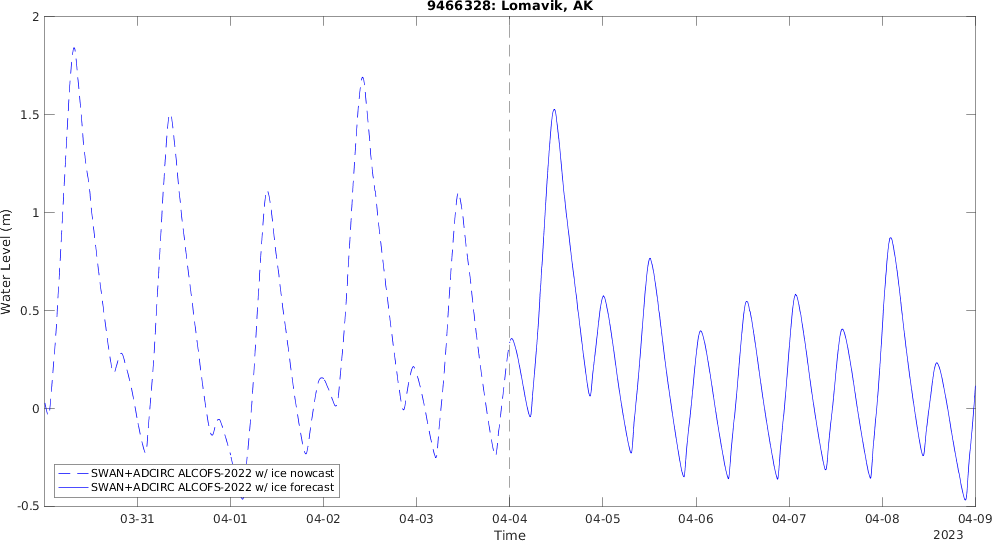 9466328: Lomavik, AK
2
1.5
1
0.5
0
-0.5
Water Level (m)
SWAN+ADCIRC ALCOFS-2022 w/ ice nowcast
SWAN+ADCIRC ALCOFS-2022 w/ ice forecast
03-31 04-01 04-02 04-03 04-04 04-05 04-06 04-07 04-08 04-09
Time
2023